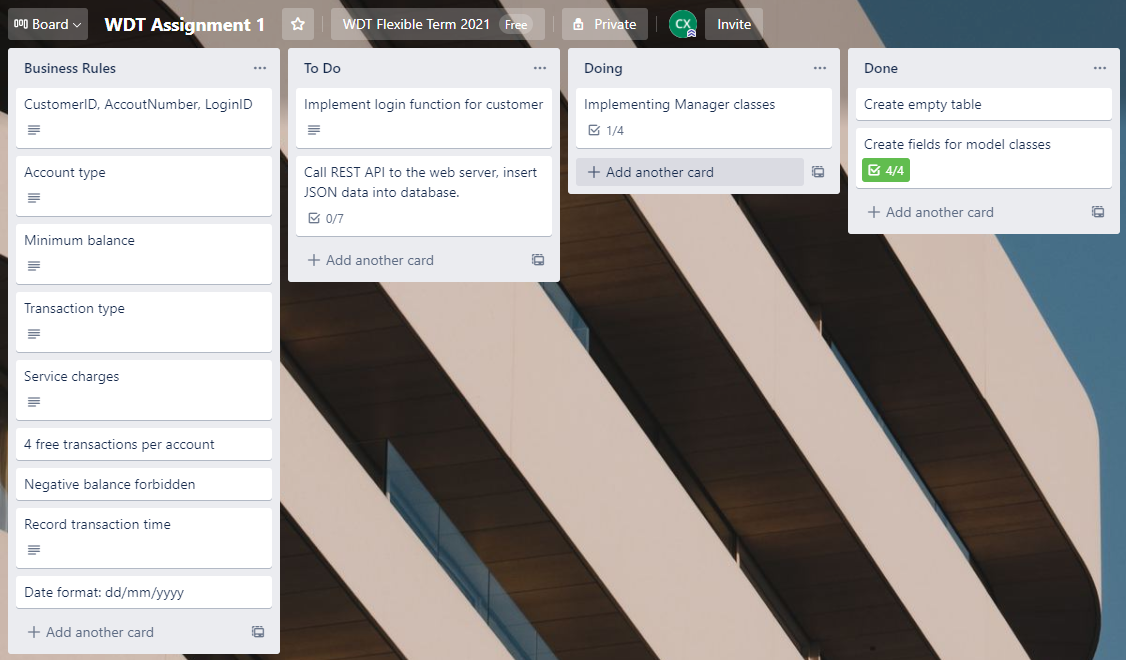 Board
WDT Assignment 1
WDT Flexible Term 2021 Free
Private
CX
Invite
Business Rules
CustomerID, AccoutNumber, LoginID
Account type
Minimum balance
Transaction type
Service charges
4 free transactions per account
Negative balance forbidden
Record transaction time
Date format: dd/mm/yyyy
+ Add another card
To Do
Implement login function for customer
Call REST API to the web server, insert
JSON data into database.
0/7
+ Add another card
Doing
Implementing Manager classes
1/4
+ Add another card
Done
Create empty table
Create fields for model classes
4/4
+ Add another card